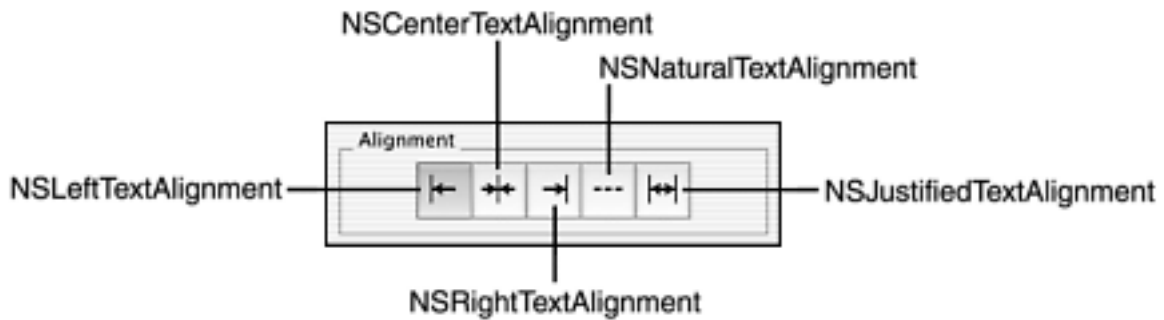 NSCenterTextAlignment
NSNaturalTextAlignment
Alignment
NSLeftTextAlignment
NSJustifiedTextAlignment
NSRightTextAlignment